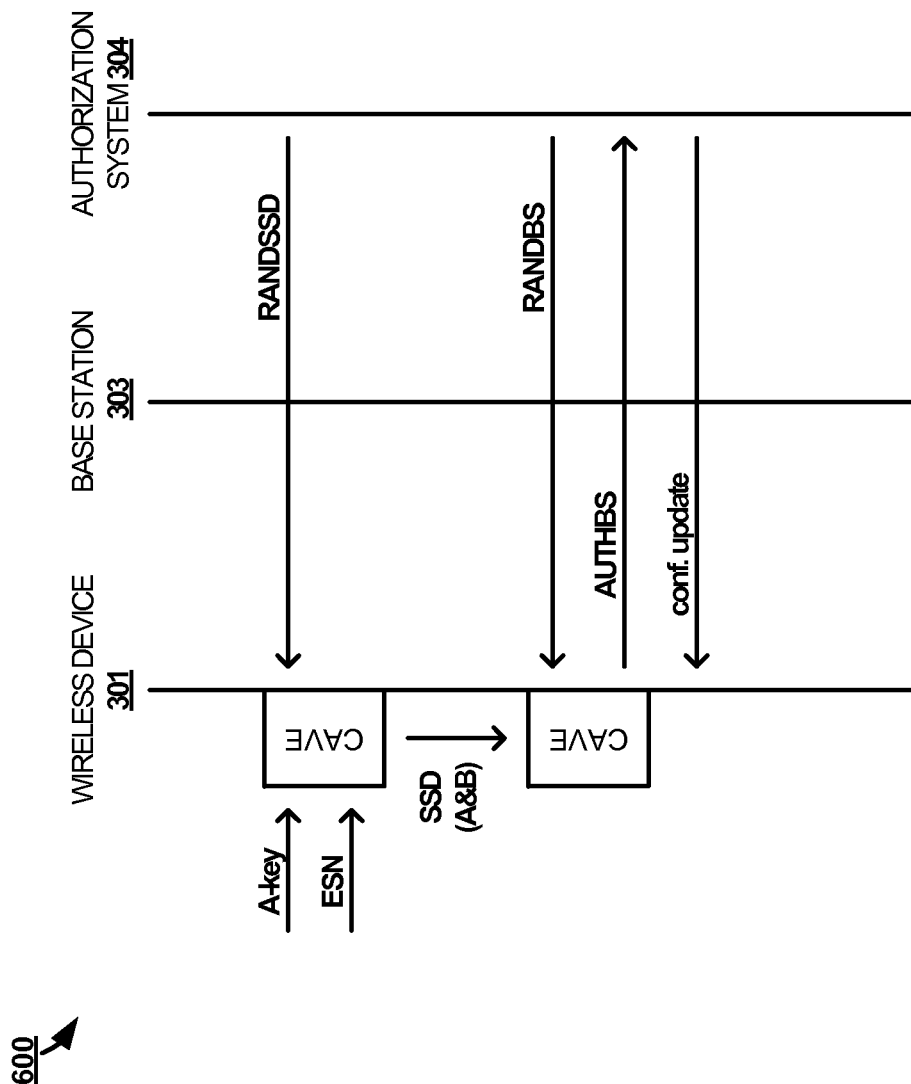 600
WIRELESS DEVICE
301
BASE STATION
303
AUTHORIZATION
SYSTEM 304
A-key
ESN
CAVE
RANDSSD
SSD
(A&B)
CAVE
RANDBS
AUTHBS
conf. update